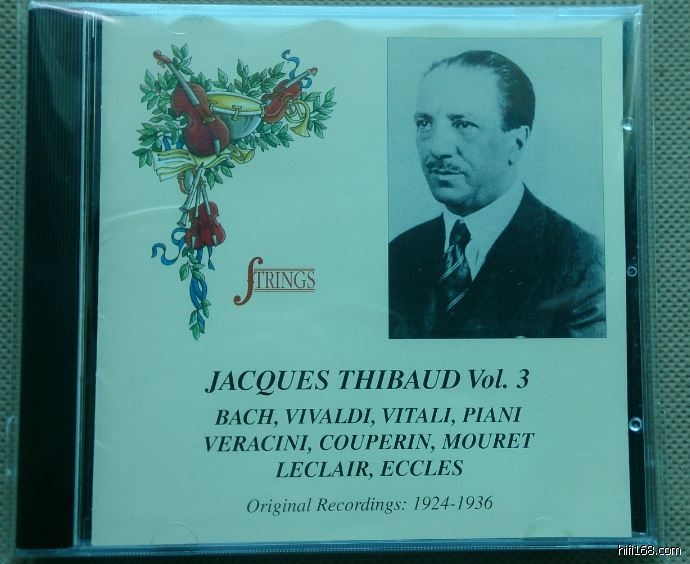 STRINGS
JACQUES THIBAUD Vol. 3
BACH, VIVALDI, VITALI, PIANI
VERACINI, COUPERIN, MOURET
LECLAIR, ECCLES
Original Recordings: 1924-1936
hifi168.com